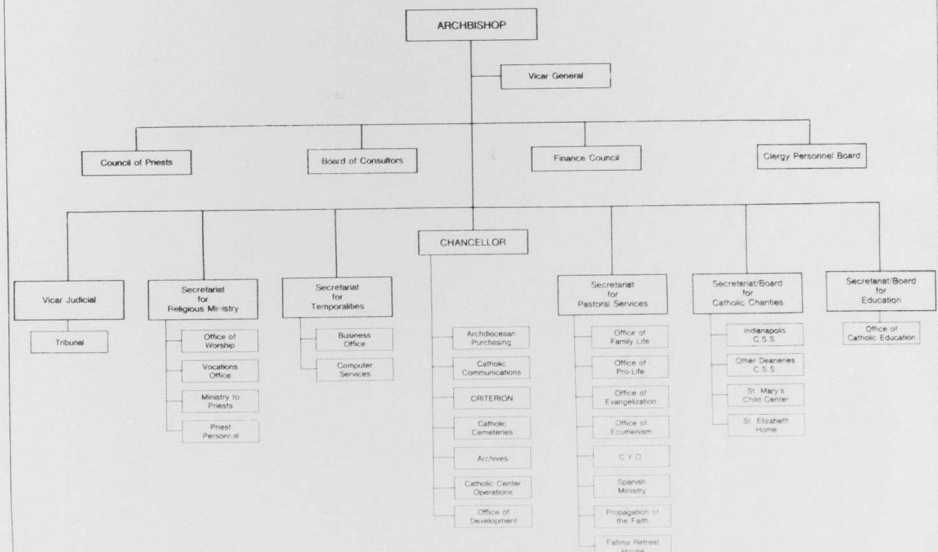 ARCHBISHOP
Vicar General
Council of Priests
Board of Consultors
Finance Council
Clergy Personnel Board
CHANCELLOR
Vicar Judicial
Tribunal
Secretariat
for
Religious Ministry
Office of
Worship
Vocations
Office
Ministry to
Priests
Priest
Personnel
Secretariat
for
Temporalities
Business
Office
Computer
Services
Archdiocesan
Purchasing
Catholic
Communications
CRITERION
Catholic
Cemeteries
Archives
Catholic Center
Operations
Office of
Development
Secretariat
for
Pastoral Services
Office of
Family Life
Office of
Pro-Life
Office of
Evangelization
Office of
Ecumenism
C.Y.O.
Spanish
Ministry
Propagation of
the Faith
Fatima Retreat
House
Secretariat/Board
for
Catholic Charities
Indianapolis
C.S.S.
Other Deaneries
C.S.S.
St. Mary's
Child Center
St. Elizabeth
Home
Secretariat/Board
for
Education
Office of
Catholic Education